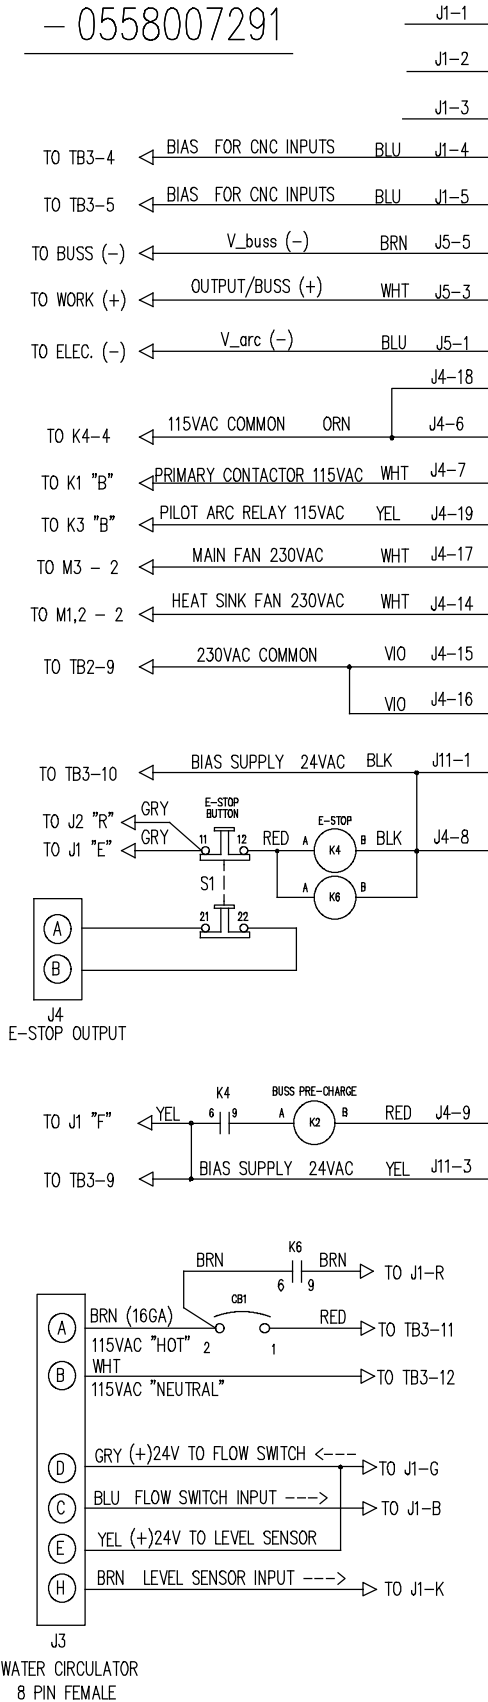 – 0558007291
J1–1
J1–2
J1–3
TO TB3–4 BIAS FOR CNC INPUTS BLU J1–4
TO TB3–5 BIAS FOR CNC INPUTS BLU J1–5
TO BUSS (–) V_buss (–) BRN J5–5
TO WORK (+) OUTPUT/BUSS (+) WHT J5–3
TO ELEC. (–) V_arc (–) BLU J5–1
J4–18
TO K4–4 115VAC COMMON ORN J4–6
TO K1 "B" PRIMARY CONTACTOR 115VAC WHT J4–7
TO K3 "B" PILOT ARC RELAY 115VAC YEL J4–19
TO M3 – 2 MAIN FAN 230VAC WHT J4–17
TO M1,2 – 2 HEAT SINK FAN 230VAC WHT J4–14
TO TB2–9 230VAC COMMON VIO J4–15
VIO J4–16
TO TB3–10 BIAS SUPPLY 24VAC BLK J11–1
E–STOP
BUTTON
TO J2 "R" GRY
E–STOP
TO J1 "E" GRY 11 12 RED A K4 B BLK J4–8
S1
A K6 B
21 22
A
B
J4
E–STOP OUTPUT
K4 BUSS PRE–CHARGE
TO J1 "F" YEL 6 9 A K2 B RED J4–9
TO TB3–9 BIAS SUPPLY 24VAC YEL J11–3
K6
BRN BRN TO J1–R
6 9
CB1
A BRN (16GA) RED TO TB3–11
115VAC "HOT" 2 1
B WHT TO TB3–12
115VAC "NEUTRAL"
D GRY (+)24V TO FLOW SWITCH <––– TO J1–G
C BLU FLOW SWITCH INPUT –––> TO J1–B
E YEL (+)24V TO LEVEL SENSOR
H BRN LEVEL SENSOR INPUT –––> TO J1–K
J3
WATER CIRCULATOR
8 PIN FEMALE